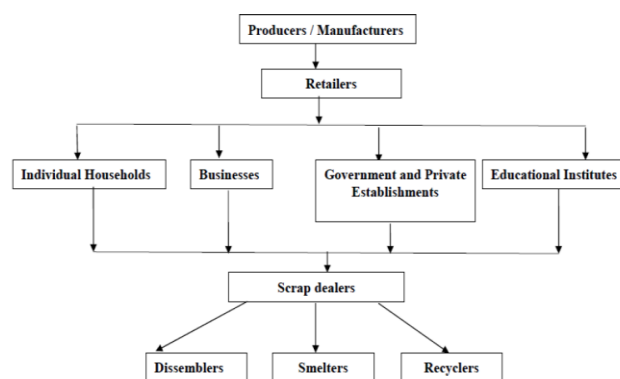 Producers / Manufacturers
Retailers
Individual Households
Businesses
Government and Private
Establishments
Educational Institutes
Scrap dealers
Dissemblers
Smelters
Recyclers